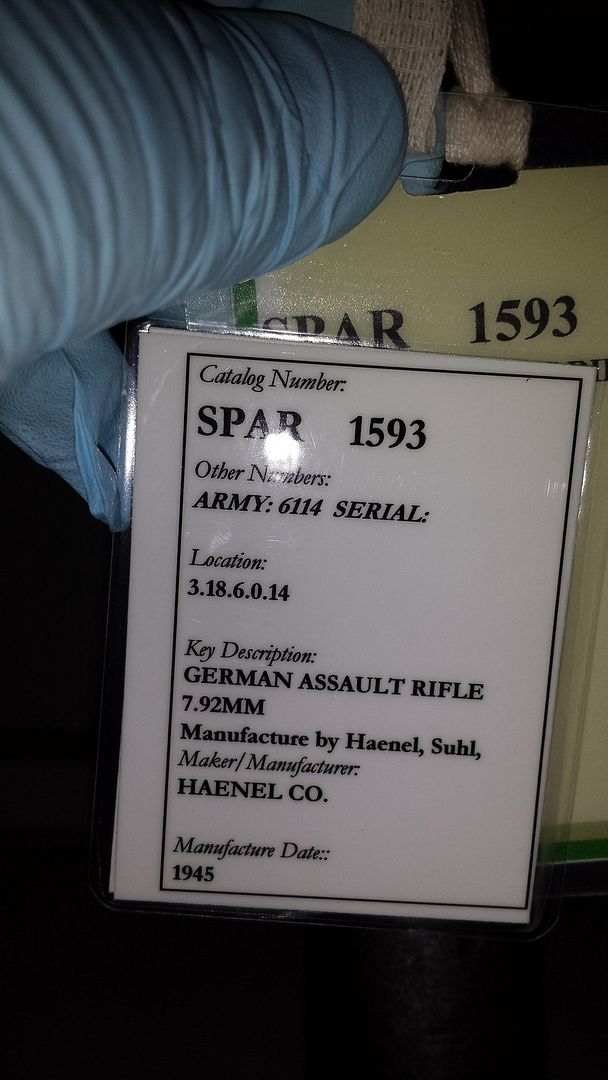 SPAR 1593
Catalog Number:
SPAR 1593
Other Numbers:
ARMY: 6114 SERIAL:
Location:
3.18.6.0.14
Key Description:
GERMAN ASSAULT RIFLE
7.92MM
Manufacture by Haenel, Suhl,
Maker/Manufacturer:
HAENEL CO.
Manufacture Date::
1945